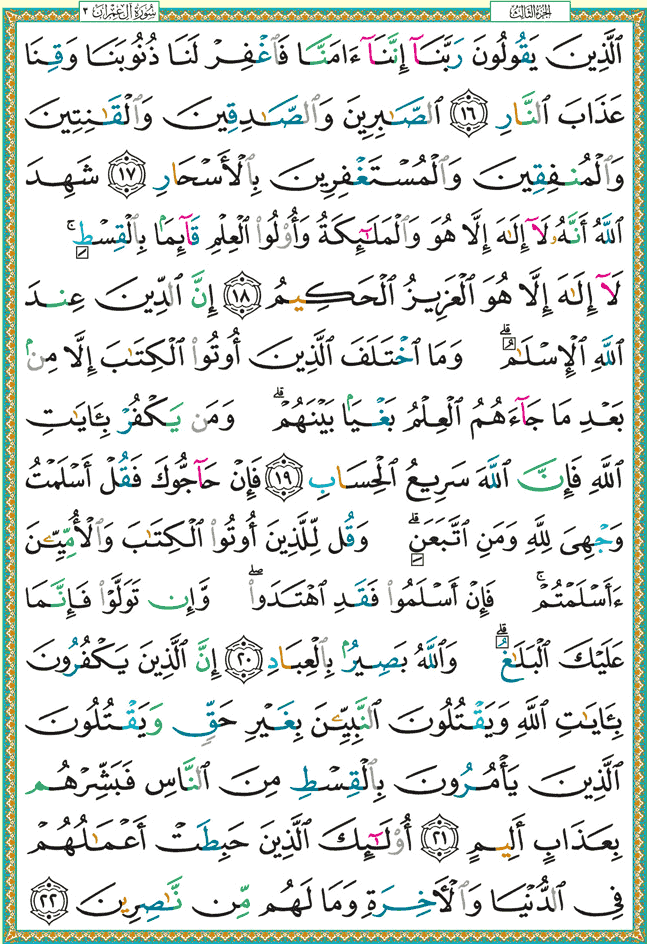 الجزء الثالث
سورة آل عمران ٣
ٱلَّذِينَ يَقُولُونَ رَبَّنَآ إِنَّنَآ ءَامَنَّا فَٱغْفِرْ لَنَا ذُنُوبَنَا وَقِنَا
عَذَابَ ٱلنَّارِ ١٦ ٱلصَّٰبِرِينَ وَٱلصَّٰدِقِينَ وَٱلْقَٰنِتِينَ
وَٱلْمُنفِقِينَ وَٱلْمُسْتَغْفِرِينَ بِٱلْأَسْحَارِ ١٧ شَهِدَ
ٱللَّهُ أَنَّهُۥ لَآ إِلَٰهَ إِلَّا هُوَ وَٱلْمَلَٰٓئِكَةُ وَأُو۟لُوا۟ ٱلْعِلْمِ قَآئِمًۢا بِٱلْقِسْطِ ۚ
لَآ إِلَٰهَ إِلَّا هُوَ ٱلْعَزِيزُ ٱلْحَكِيمُ ١٨ إِنَّ ٱلدِّينَ عِندَ
ٱللَّهِ ٱلْإِسْلَٰمُ ۗ وَمَا ٱخْتَلَفَ ٱلَّذِينَ أُوتُوا۟ ٱلْكِتَٰبَ إِلَّا مِنۢ
بَعْدِ مَا جَآءَهُمُ ٱلْعِلْمُ بَغْيًۢا بَيْنَهُمْ ۗ وَمَن يَكْفُرْ بِـَٔايَٰتِ
ٱللَّهِ فَإِنَّ ٱللَّهَ سَرِيعُ ٱلْحِسَابِ ١٩ فَإِنْ حَآجُّوكَ فَقُلْ أَسْلَمْتُ
وَجْهِىَ لِلَّهِ وَمَنِ ٱتَّبَعَنِ ۗ وَقُل لِّلَّذِينَ أُوتُوا۟ ٱلْكِتَٰبَ وَٱلْأُمِّيِّۦنَ
ءَأَسْلَمْتُمْ ۚ فَإِنْ أَسْلَمُوا۟ فَقَدِ ٱهْتَدَوا۟ ۖ وَّإِن تَوَلَّوْا۟ فَإِنَّمَا
عَلَيْكَ ٱلْبَلَٰغُ ۗ وَٱللَّهُ بَصِيرٌۢ بِٱلْعِبَادِ ٢٠ إِنَّ ٱلَّذِينَ يَكْفُرُونَ
بِـَٔايَٰتِ ٱللَّهِ وَيَقْتُلُونَ ٱلنَّبِيِّۦنَ بِغَيْرِ حَقٍّ وَيَقْتُلُونَ
ٱلَّذِينَ يَأْمُرُونَ بِٱلْقِسْطِ مِنَ ٱلنَّاسِ فَبَشِّرْهُم
بِعَذَابٍ أَلِيمٍ ٢١ أُو۟لَٰٓئِكَ ٱلَّذِينَ حَبِطَتْ أَعْمَٰلُهُمْ
فِى ٱلدُّنْيَا وَٱلْءَاخِرَةِ وَمَا لَهُم مِّن نَّٰصِرِينَ ٢٢